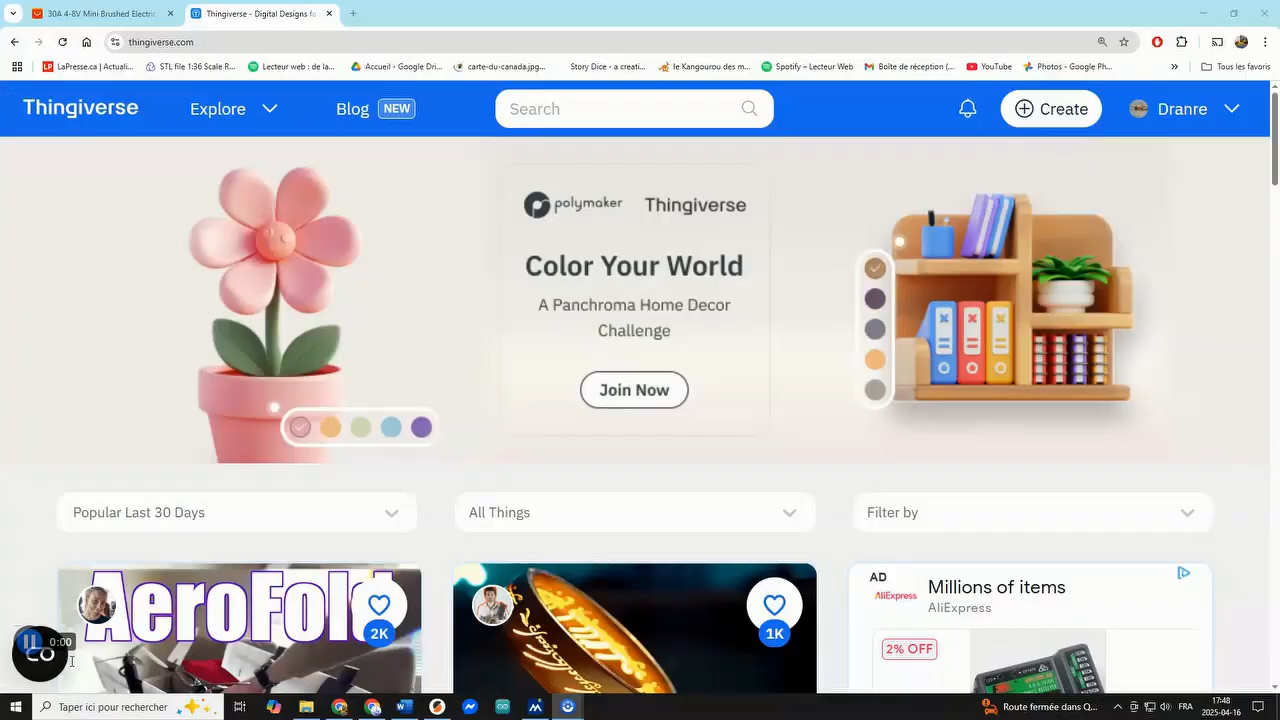 30A 4-8V Mini Brushed Electric
Thingiverse - Digital Designs fo
thingiverse.com
LaPresse.ca | Actuali...
STL file 1:36 Scale R...
Lecteur web : de la...
Accueil - Google Dri...
carte-du-canada.jpg...
Story Dice - a creati...
le Kangourou des m...
Spotify – Lecteur Web
Boîte de réception (...
YouTube
Photos - Google Ph...
Tous les favoris
Thingiverse
Explore
Blog NEW
Search
Create
Dranre
polymaker Thingiverse
Color Your World
A Panchroma Home Decor
Challenge
Join Now
Popular Last 30 Days
All Things
Filter by
2K
1K
AD
Millions of items
AliExpress
AliExpress
2% OFF
0:00
Taper ici pour rechercher
Route fermée dans Q...
FRA
17:48
2025-04-16